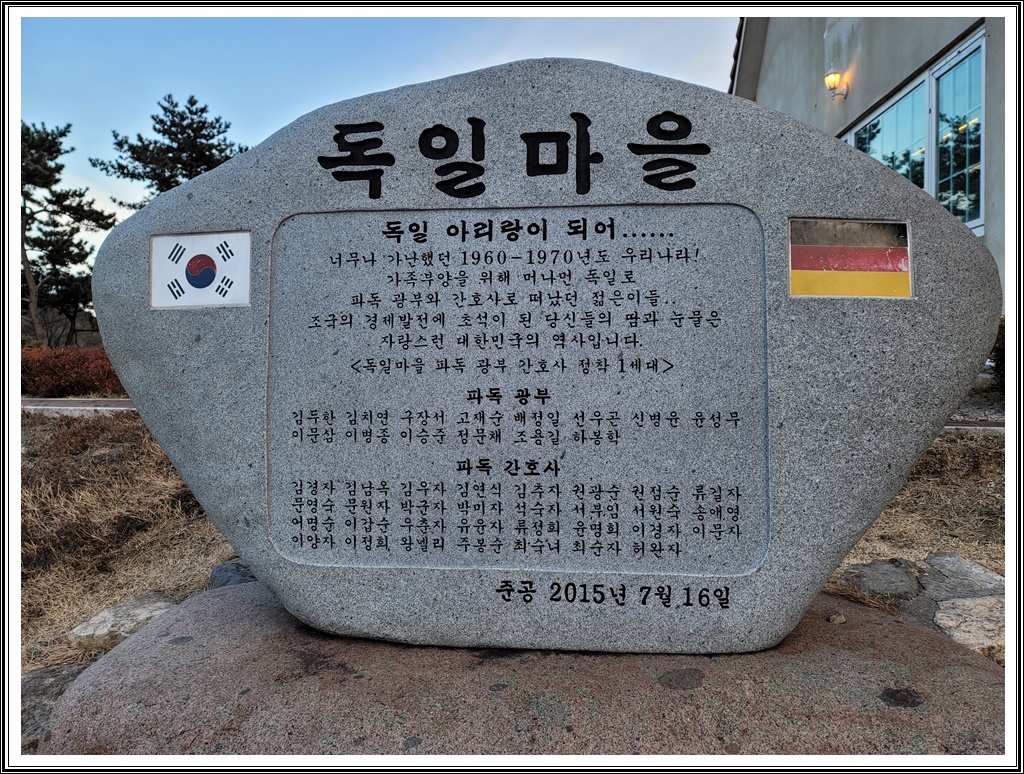 독일마을
독일 아리랑이 되어......
너무나 가난했던 1960-1970년도 우리나라!
가족부양을 위해 머나먼 독일로
파독 광부와 간호사로 떠났던 젊은이들..
조국의 경제발전에 초석이 된 당신들의 땀과 눈물은
자랑스런 대한민국의 역사입니다.
<독일마을 파독 광부 간호사 정착 1세대>
파독 광부
김두한 김치연 구장서 고재순 배정일 선우곤 신병윤 윤성무
이문삼 이병종 이승준 정문채 조용길 하봉학
파독 간호사
김경자 김남옥 김우자 김연식 김추자 권광순 권점순 류길자
문영숙 문원자 박군자 박미자 석숙자 서부임 서원숙 송애영
어명순 이갑순 우춘자 유윤자 류정희 윤명희 이경자 이문자
이양자 이정희 왕빌리 주봉순 최숙녀 최순자 허완자
준공 2015년 7월 16일